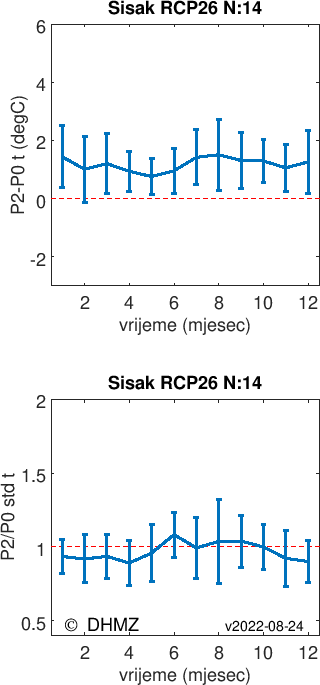 Sisak RCP26 N:14
6
4
2
0
-2
P2-P0 t (degC)
2 4 6 8 10 12
vrijeme (mjesec)
Sisak RCP26 N:14
2
1.5
1
0.5
P2/P0 std t
© DHMZ
v2022-08-24
2 4 6 8 10 12
vrijeme (mjesec)